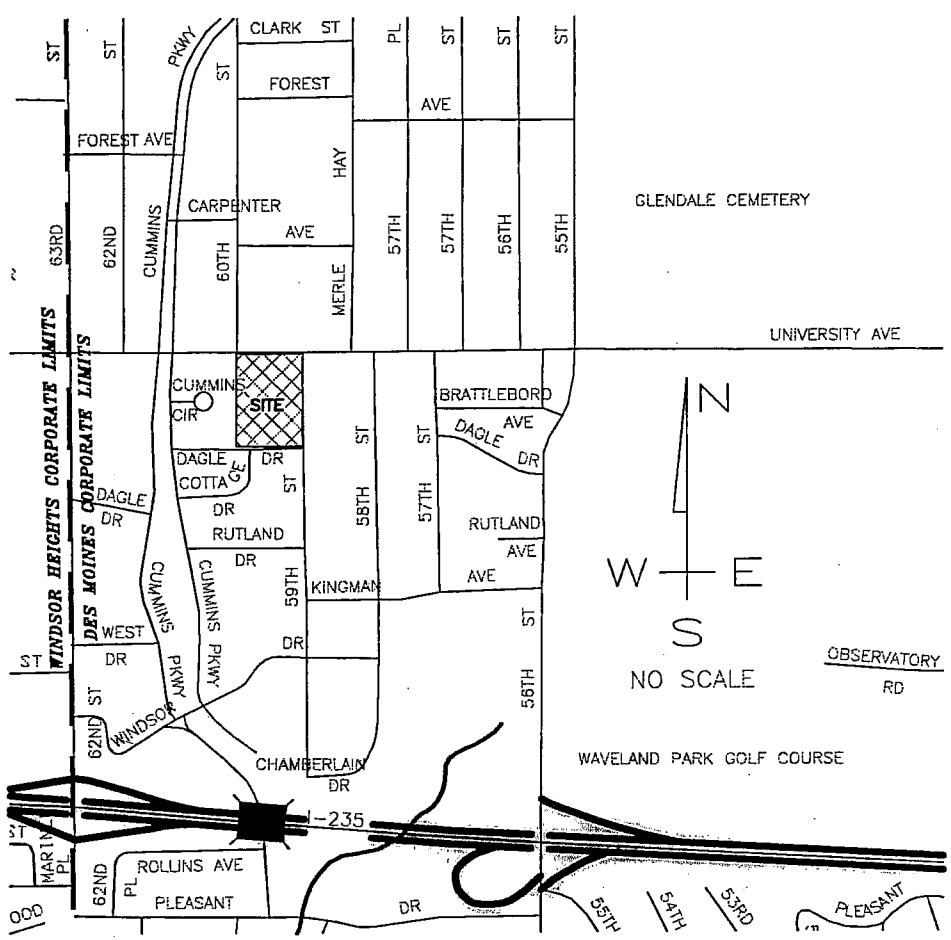 CLARK ST
PL
ST
ST
ST
ST
ST
PKWY
ST
FOREST
AVE
FOREST AVE
HAY
CARPENTER
GLENDALE CEMETERY
AVE
63RD
62ND
CUMMINS
60TH
MERLE
57TH
57TH
56TH
55TH
UNIVERSITY AVE
WINDSOR HEIGHTS CORPORATE LIMITS
DES MOINES CORPORATE LIMITS
CUMMINS
CIR
SITE
BRATTLEBORO
AVE
N
DAGLE
DR
ST
ST
DAGLE DR
COTTAGE
DR
ST
DAGLE
DR
58TH
57TH
RUTLAND
DR
RUTLAND
AVE
W E
S
NO SCALE
CUMMINS
PKWY
CUMMINS PKWY
59TH
KINGMAN
AVE
ST
WEST
DR
DR
ST
OBSERVATORY
RD
56TH
62ND ST
WINDSOR
CHAMBERLAIN
DR
WAVELAND PARK GOLF COURSE
I-235
ST
MARIN
PL
62ND
PL
ROLLINS AVE
PLEASANT
DR
55TH
54TH
53RD
PLEASANT
OOD